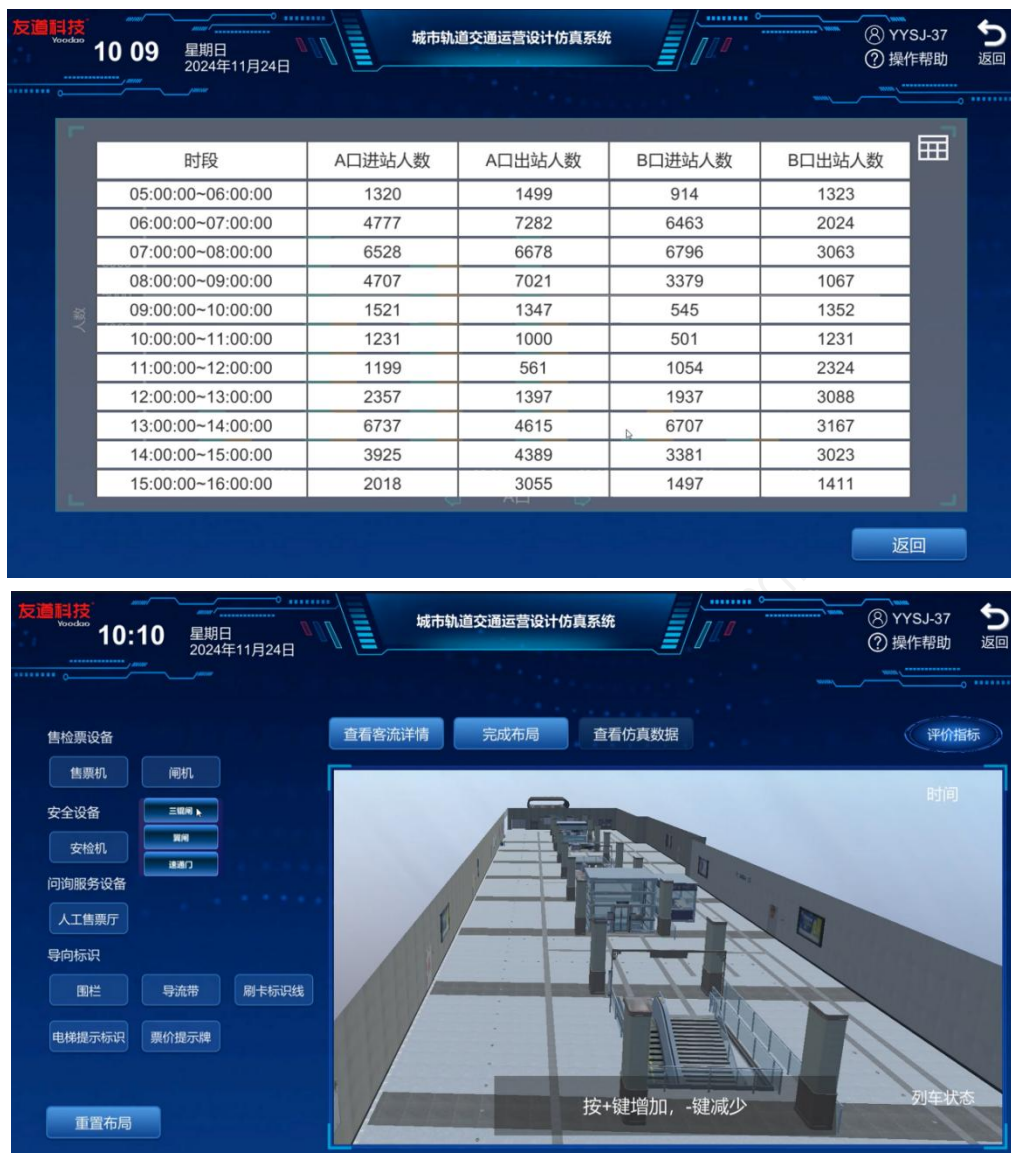 友道科技
Yoodao
10 09
星期日
2024年11月24日
城市轨道交通运营设计仿真系统
YYSJ-37
操作帮助
返回
时段 A口进站人数 A口出站人数 B口进站人数 B口出站人数
05:00:00~06:00:00 1320 1499 914 1323
06:00:00~07:00:00 4777 7282 6463 2024
07:00:00~08:00:00 6528 6678 6796 3063
08:00:00~09:00:00 4707 7021 3379 1067
09:00:00~10:00:00 1521 1347 545 1352
10:00:00~11:00:00 1231 1000 501 1231
11:00:00~12:00:00 1199 561 1054 2324
12:00:00~13:00:00 2357 1397 1937 3088
13:00:00~14:00:00 6737 4615 6707 3167
14:00:00~15:00:00 3925 4389 3381 3023
15:00:00~16:00:00 2018 3055 1497 1411
人数
A口
返回
友道科技
Yoodao
10:10
星期日
2024年11月24日
城市轨道交通运营设计仿真系统
YYSJ-37
操作帮助
返回
查看客流详情 完成布局 查看仿真数据 评价指标
售检票设备
售票机 闸机
安全设备
三辊闸
翼闸
速通门
安检机
问询服务设备
人工售票厅
导向标识
围栏 导流带 刷卡标识线
电梯提示标识 票价提示牌
重置布局
时间
按+键增加，-键减少
列车状态